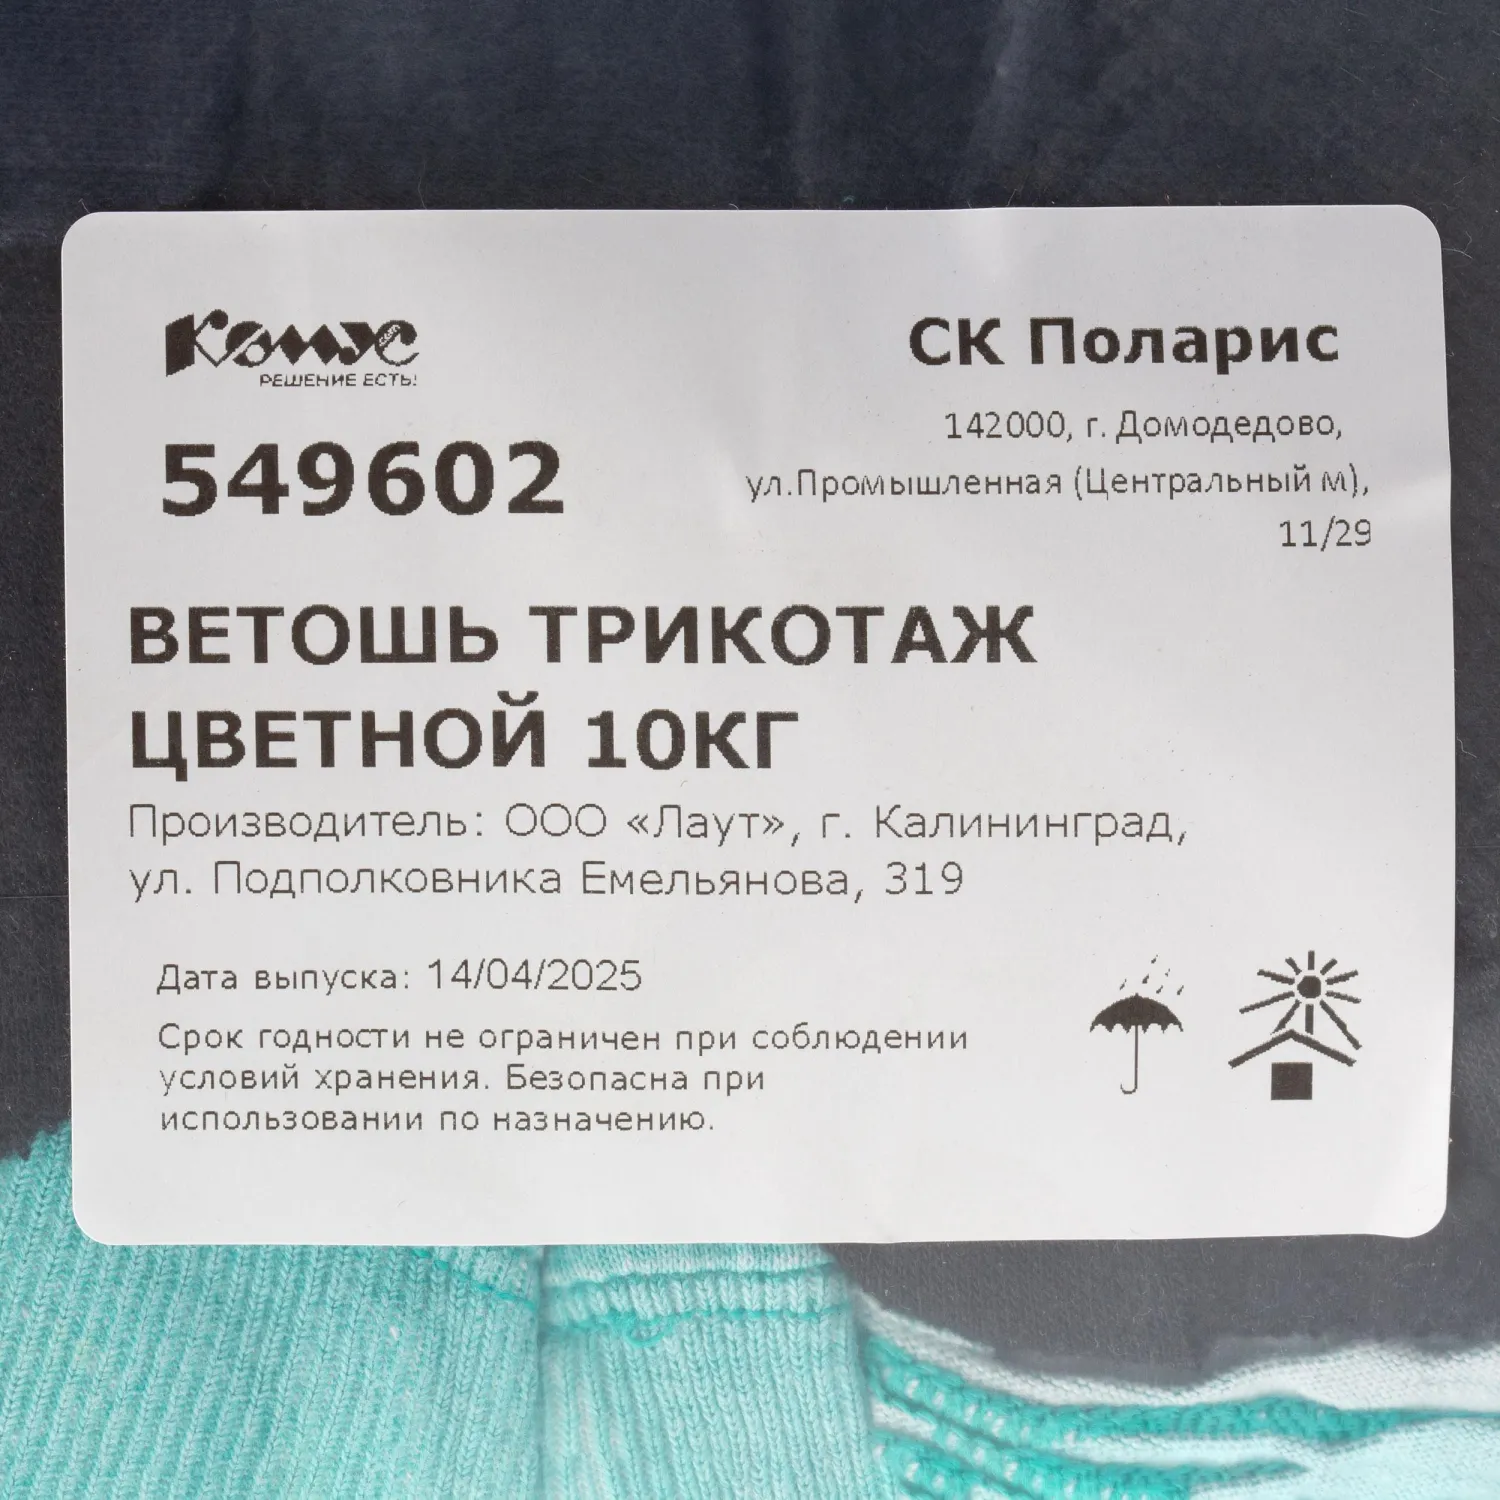 Комус
.com
РЕШЕНИЕ ЕСТЬ!
549602
СК Поларис
142000, г. Домодедово,
ул.Промышленная (Центральный м),
11/29
ВЕТОШЬ ТРИКОТАЖ
ЦВЕТНОЙ 10КГ
Производитель: ООО «Лаут», г. Калининград,
ул. Подполковника Емельянова, 319
Дата выпуска: 14/04/2025
Срок годности не ограничен при соблюдении
условий хранения. Безопасна при
использовании по назначению.